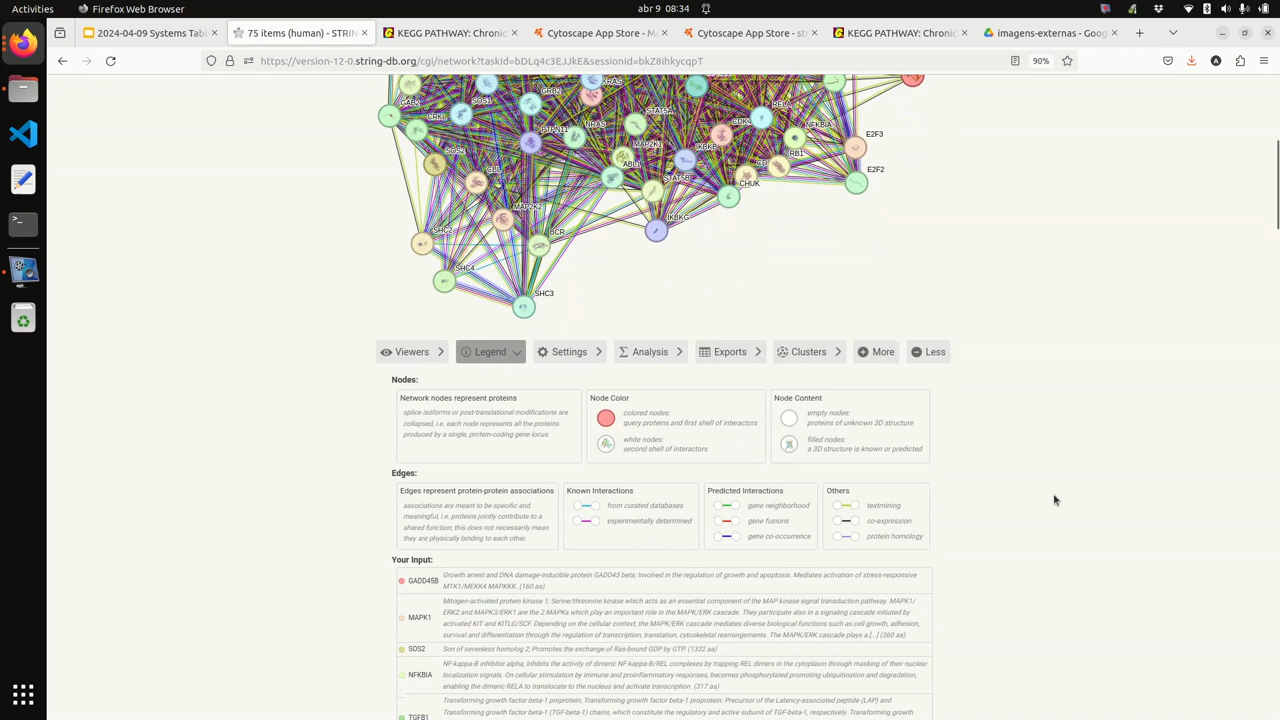 Activities
Firefox Web Browser
abr 9 08:34
2024-04-09 Systems Tabl
75 items (human) - STRIN
KEGG PATHWAY: Chronic
Cytoscape App Store - M
Cytoscape App Store - str
KEGG PATHWAY: Chronic
imagens-externas - Goog
https://version-12-0.string-db.org/cgi/network?taskId=bDLq4c3EJJkE&sessionId=bkZ8ihkycqpT
90%
KRAS
GAB2
CRKL
SOS1
GRB2
STAT5A
RELA
PTPN11
NRAS
CDK4
NFKBIA
E2F3
SOS2
CBL
MAP2K1
ABL1
IKBKB
RB1
E2F2
STAT5B
CHUK
MAP2K2
IKBKG
SHC2
BCR
SHC4
SHC3
Viewers
Legend
Settings
Analysis
Exports
Clusters
More
Less
Nodes:
Network nodes represent proteins
splice isoforms or post-translational modifications are
collapsed, i.e. each node represents all the proteins
produced by a single, protein-coding gene locus.
Node Color
colored nodes:
query proteins and first shell of interactors
white nodes:
second shell of interactors
Node Content
empty nodes:
proteins of unknown 3D structure
filled nodes:
a 3D structure is known or predicted
Edges:
Edges represent protein-protein associations
associations are meant to be specific and
meaningful, i.e. proteins jointly contribute to a
shared function; this does not necessarily mean
they are physically binding to each other.
Known Interactions
from curated databases
experimentally determined
Predicted Interactions
gene neighborhood
gene fusions
gene co-occurrence
Others
textmining
co-expression
protein homology
Your Input:
GADD45B
Growth arrest and DNA damage-inducible protein GADD45 beta; Involved in the regulation of growth and apoptosis. Mediates activation of stress-responsive
MTK1/MEKK4 MAPKKK. (160 aa)
MAPK1
Mitogen-activated protein kinase 1; Serine/threonine kinase which acts as an essential component of the MAP kinase signal transduction pathway. MAPK1/
ERK2 and MAPK3/ERK1 are the 2 MAPKs which play an important role in the MAPK/ERK cascade. They participate also in a signaling cascade initiated by
activated KIT and KITLG/SCF. Depending on the cellular context, the MAPK/ERK cascade mediates diverse biological functions such as cell growth, adhesion,
survival and differentiation through the regulation of transcription, translation, cytoskeletal rearrangements. The MAPK/ERK cascade plays a [...] (360 aa)
SOS2
Son of sevenless homolog 2; Promotes the exchange of Ras-bound GDP by GTP. (1332 aa)
NFKBIA
NF-kappa-B inhibitor alpha; Inhibits the activity of dimeric NF-kappa-B/REL complexes by trapping REL dimers in the cytoplasm through masking of their nuclear
localization signals. On cellular stimulation by immune and proinflammatory responses, becomes phosphorylated promoting ubiquitination and degradation,
enabling the dimeric RELA to translocate to the nucleus and activate transcription. (317 aa)
TGFB1
Transforming growth factor beta-1 proprotein; Transforming growth factor beta-1 proprotein: Precursor of the Latency-associated peptide (LAP) and
Transforming growth factor beta-1 (TGF-beta-1) chains, which constitute the regulatory and active subunit of TGF-beta-1, respectively. Transforming growth